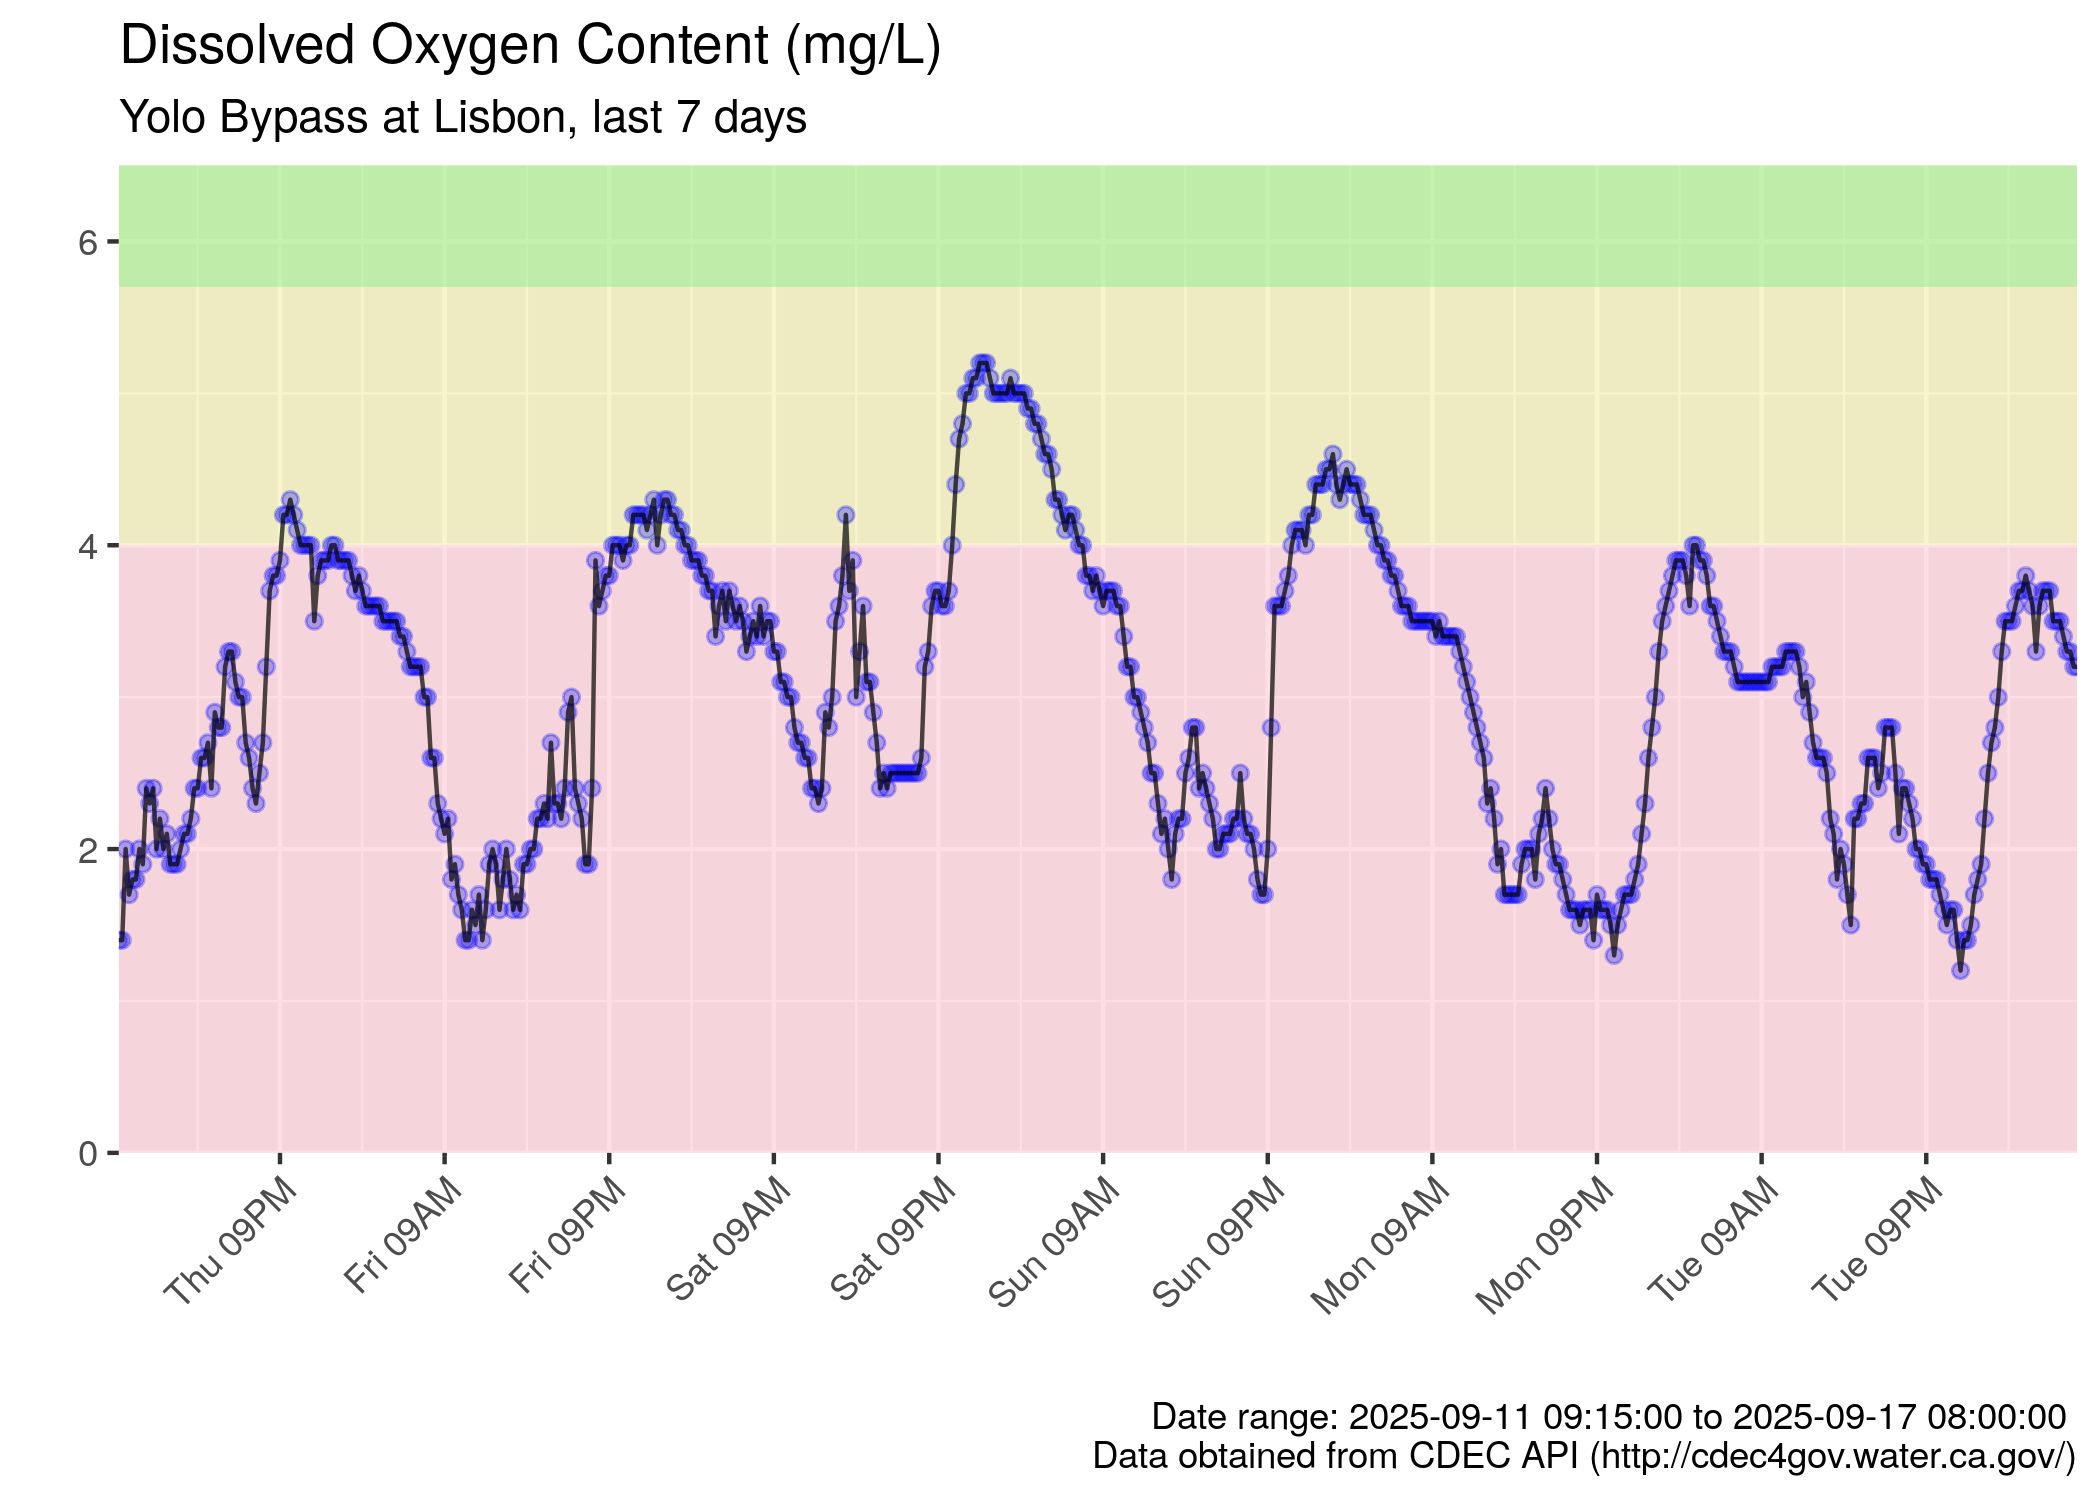 Dissolved Oxygen Content (mg/L)
Yolo Bypass at Lisbon, last 7 days
6
4
2
0
Thu 09PM
Fri 09AM
Fri 09PM
Sat 09AM
Sat 09PM
Sun 09AM
Sun 09PM
Mon 09AM
Mon 09PM
Tue 09AM
Tue 09PM
Date range: 2025-09-11 09:15:00 to 2025-09-17 08:00:00
Data obtained from CDEC API (http://cdec4gov.water.ca.gov/)